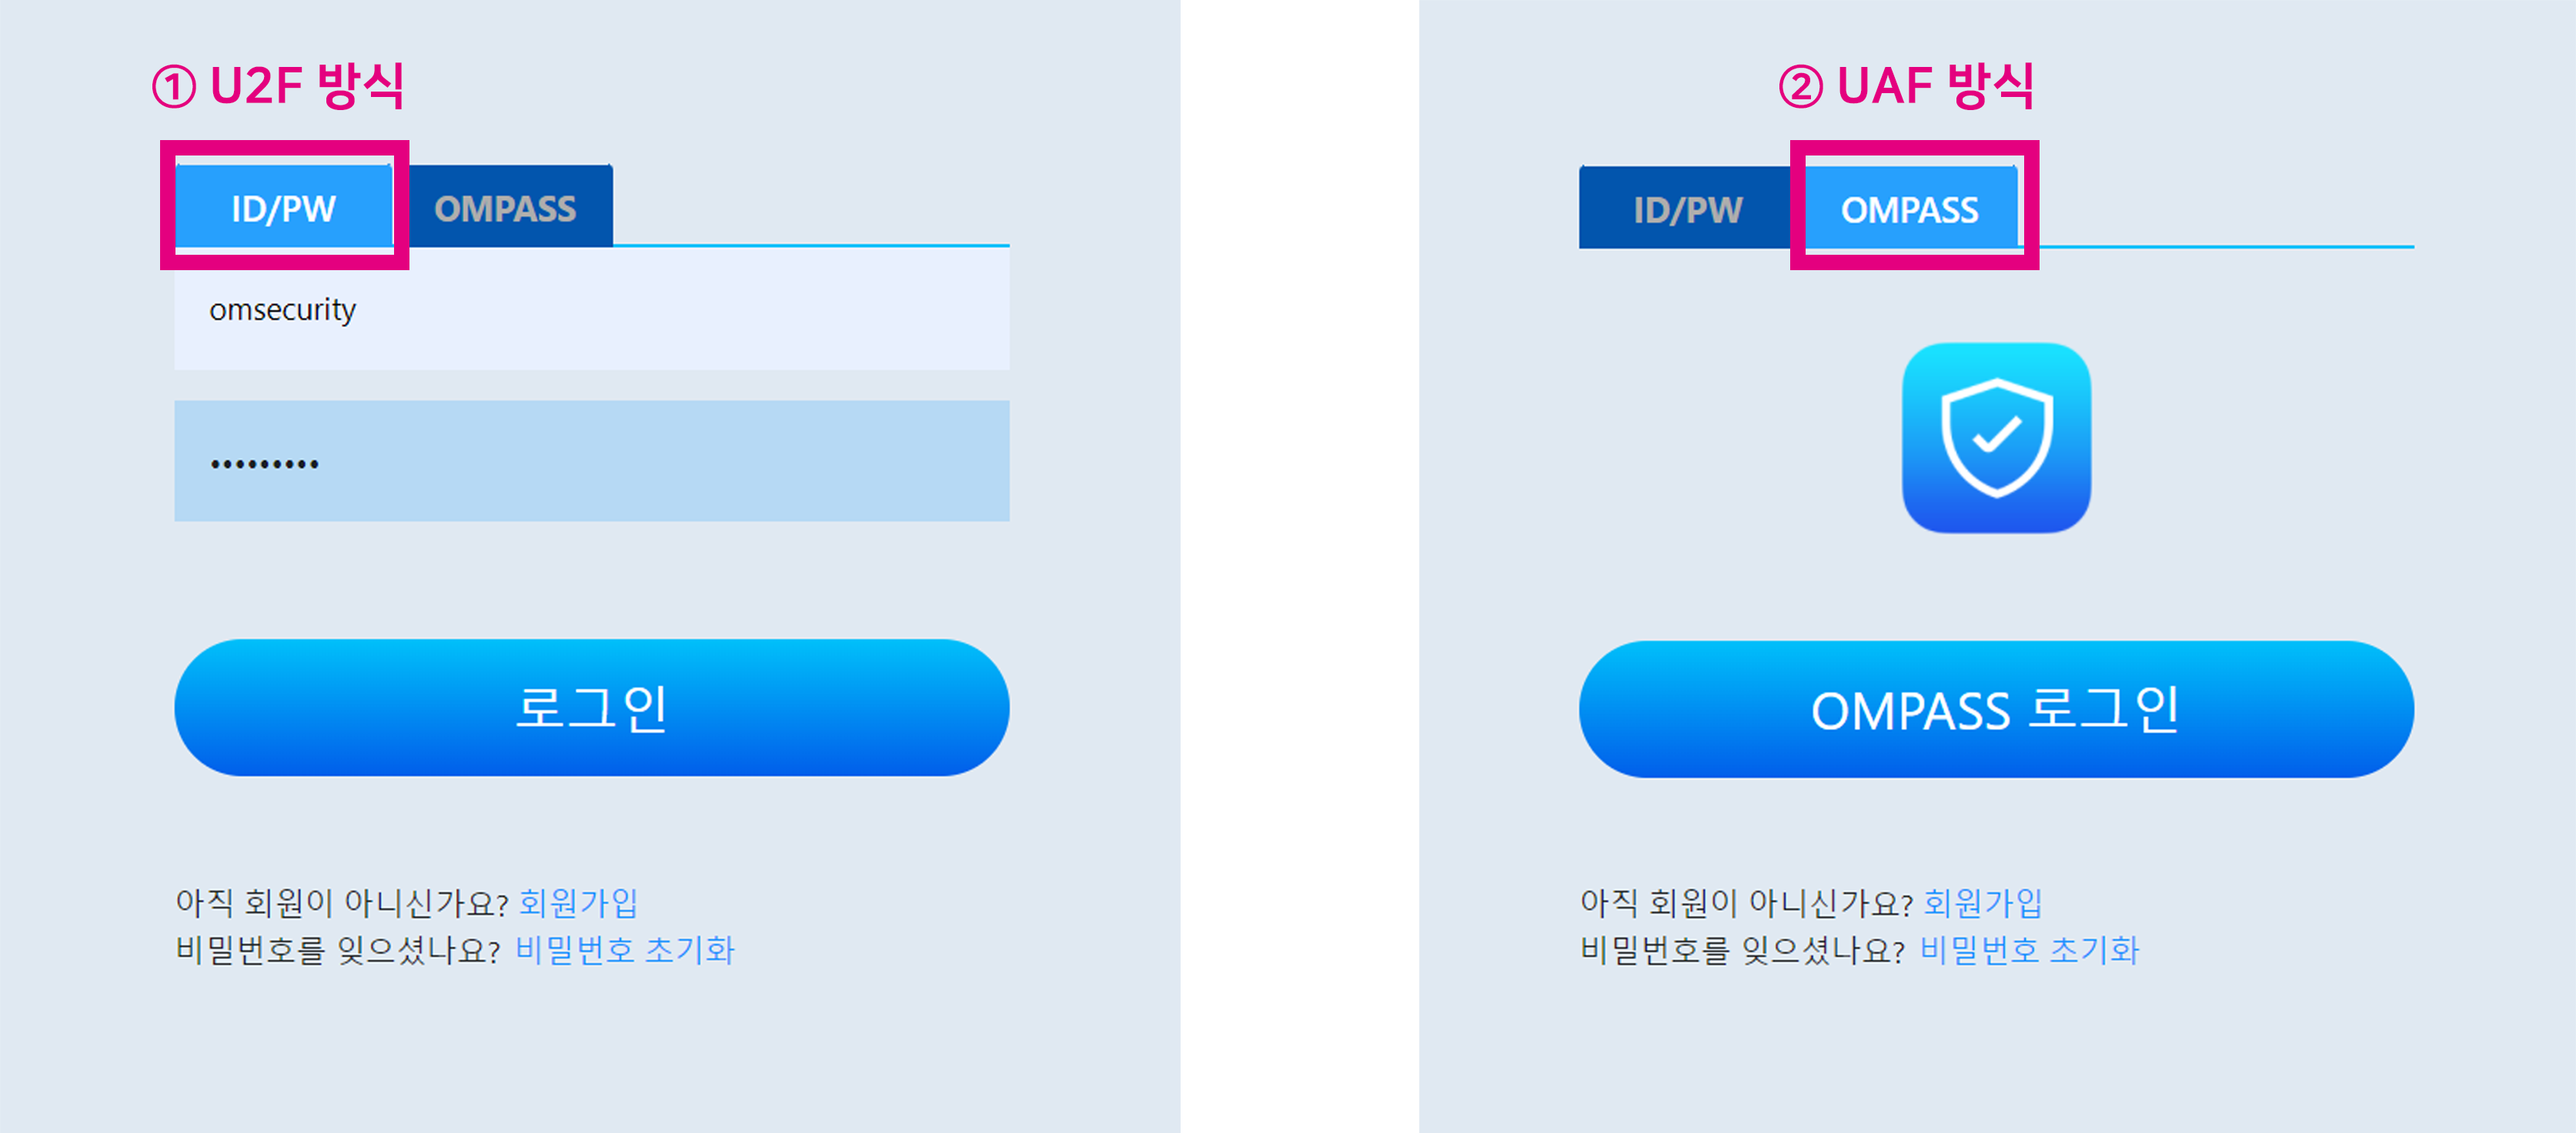 ① U2F 방식
ID/PW OMPASS
omsecurity
•••••••••
로그인
아직 회원이 아니신가요? 회원가입
비밀번호를 잊으셨나요? 비밀번호 초기화
② UAF 방식
ID/PW OMPASS
OMPASS 로그인
아직 회원이 아니신가요? 회원가입
비밀번호를 잊으셨나요? 비밀번호 초기화